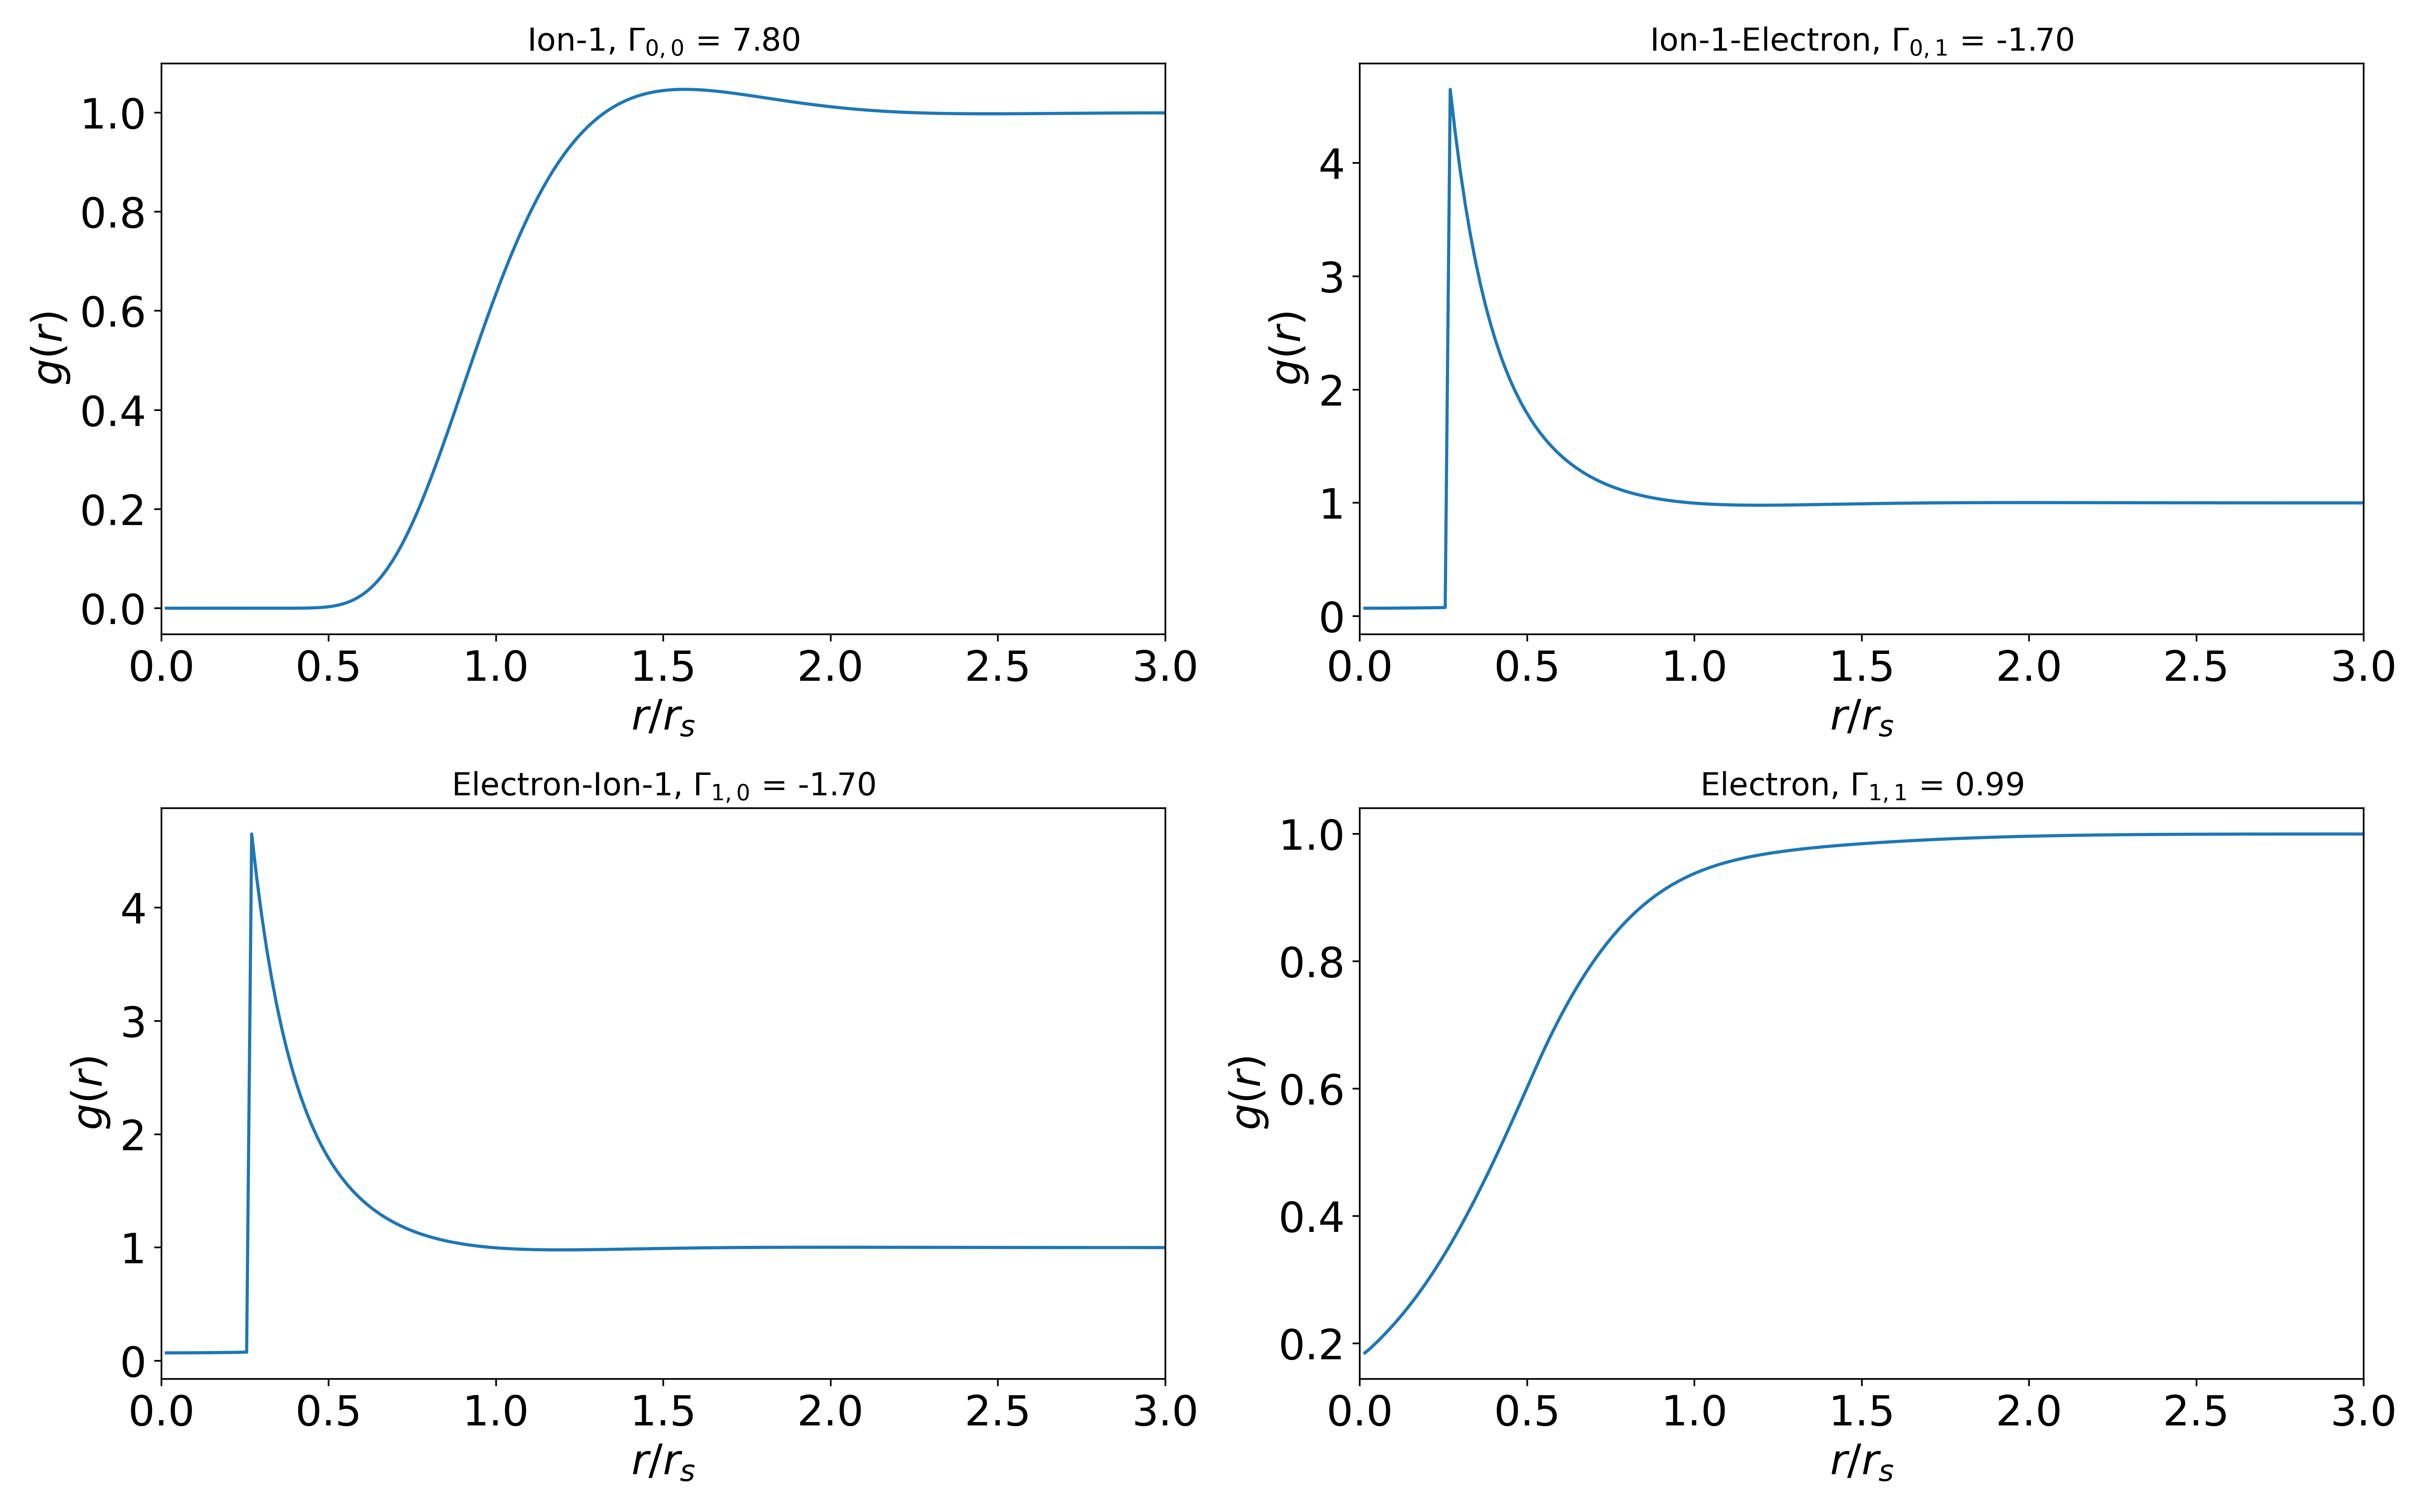 Ion-1, Γ0,0 = 7.80
g(r)
1.0
0.8
0.6
0.4
0.2
0.0
0.0 0.5 1.0 1.5 2.0 2.5 3.0
r/rs
Ion-1-Electron, Γ0,1 = -1.70
g(r)
4
3
2
1
0
0.0 0.5 1.0 1.5 2.0 2.5 3.0
r/rs
Electron-Ion-1, Γ1,0 = -1.70
g(r)
4
3
2
1
0
0.0 0.5 1.0 1.5 2.0 2.5 3.0
r/rs
Electron, Γ1,1 = 0.99
g(r)
1.0
0.8
0.6
0.4
0.2
0.0 0.5 1.0 1.5 2.0 2.5 3.0
r/rs